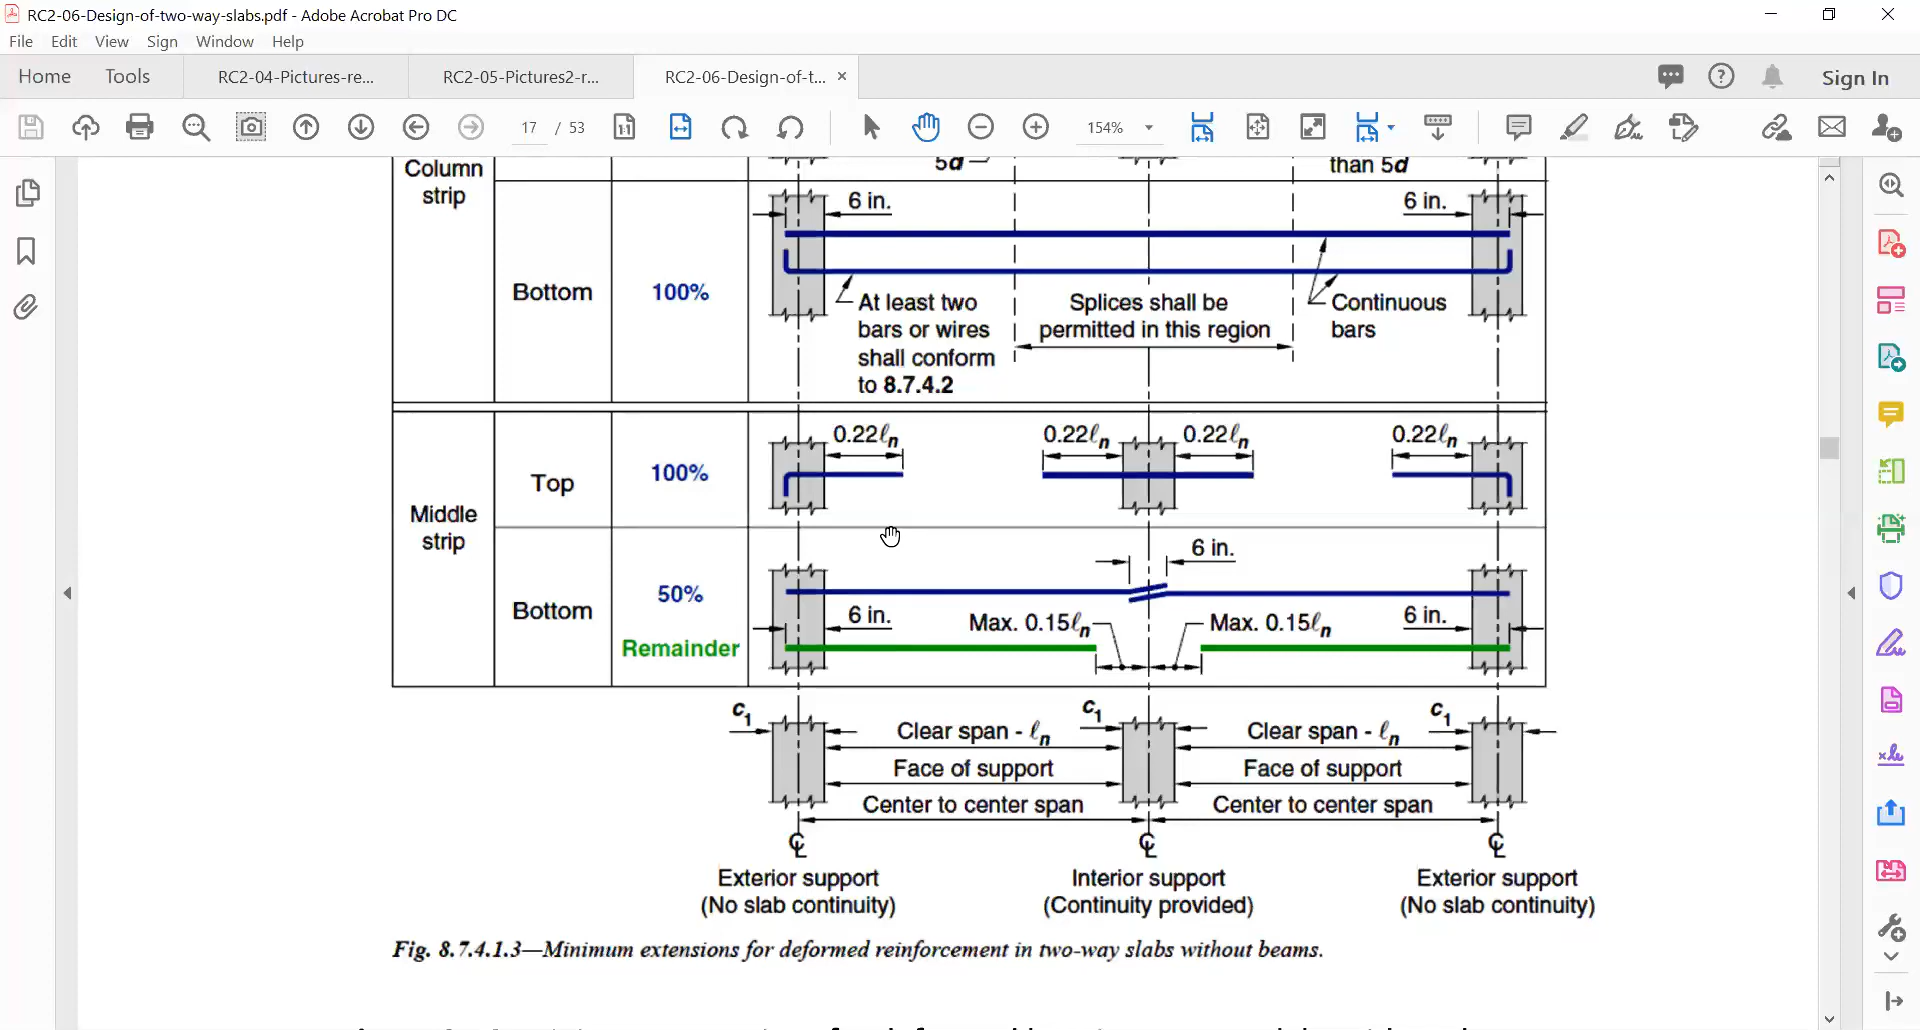 RC2-06-Design-of-two-way-slabs.pdf - Adobe Acrobat Pro DC
File Edit View Sign Window Help
Home Tools RC2-04-Pictures-re... RC2-05-Pictures2-r... RC2-06-Design-of-t... × Sign In
17 / 53 154%
5d than 5d
Column
strip
6 in. 6 in.
Bottom 100%
At least two
bars or wires
shall conform
to 8.7.4.2
Splices shall be
permitted in this region
Continuous
bars
0.22ℓn 0.22ℓn 0.22ℓn 0.22ℓn
Top 100%
Middle
strip
6 in.
Bottom 50%
6 in. Max. 0.15ℓn Max. 0.15ℓn 6 in.
Remainder
c1 c1 c1
Clear span - ℓn Clear span - ℓn
Face of support Face of support
Center to center span Center to center span
℄ ℄ ℄
Exterior support Interior support Exterior support
(No slab continuity) (Continuity provided) (No slab continuity)
Fig. 8.7.4.1.3—Minimum extensions for deformed reinforcement in two-way slabs without beams.